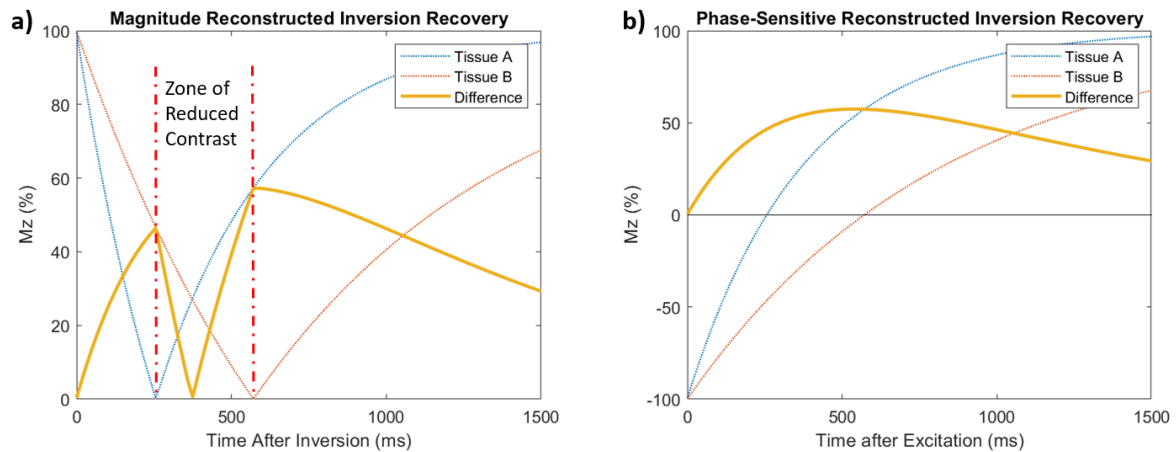 a)
Magnitude Reconstructed Inversion Recovery
Tissue A
Tissue B
Difference
Zone of
Reduced
Contrast
100
80
60
40
20
0
Mz (%)
0 500 1000 1500
Time After Inversion (ms)
b)
Phase-Sensitive Reconstructed Inversion Recovery
Tissue A
Tissue B
Difference
100
50
0
-50
-100
Mz (%)
0 500 1000 1500
Time after Excitation (ms)